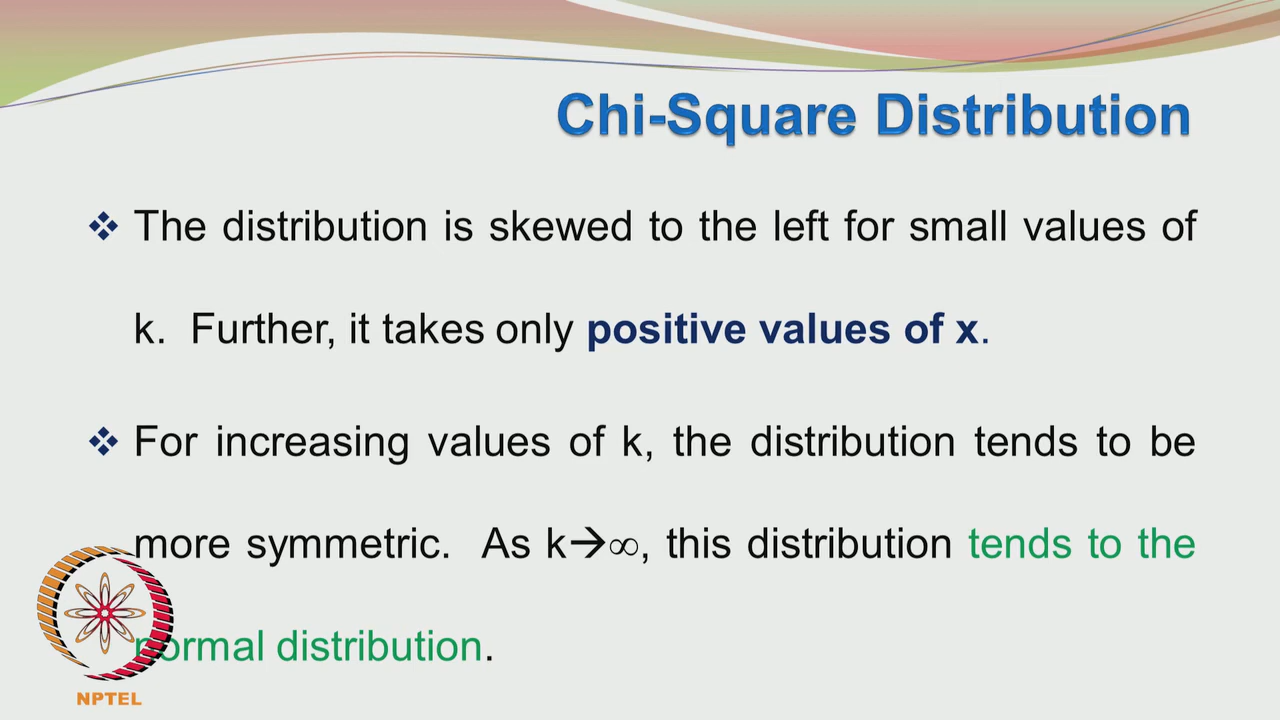 Chi-Square Distribution
❖ The distribution is skewed to the left for small values of
k. Further, it takes only positive values of x.
❖ For increasing values of k, the distribution tends to be
more symmetric. As k→∞, this distribution tends to the
normal distribution.
NPTEL